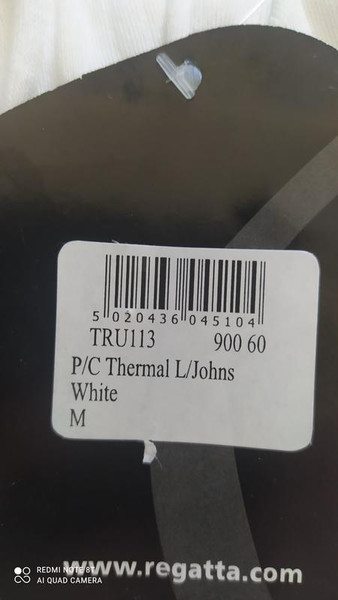 5 020436 045104
TRU113 900 60
P/C Thermal L/Johns
White
M
www.regatta.com
REDMI NOTE 8T
AI QUAD CAMERA